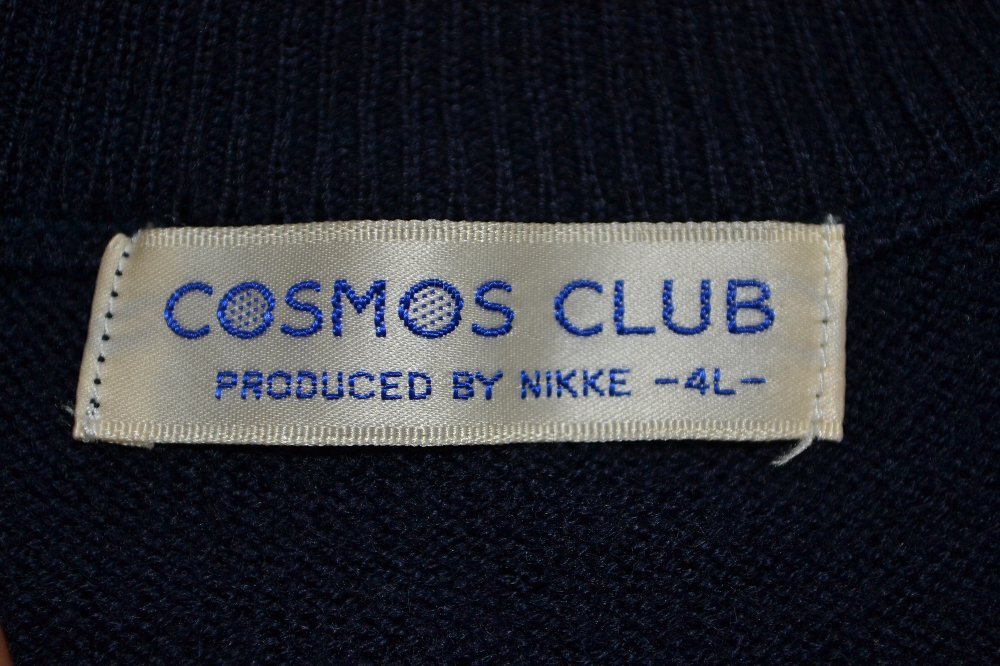 COSMOS CLUB
PRODUCED BY NIKKE -4L-